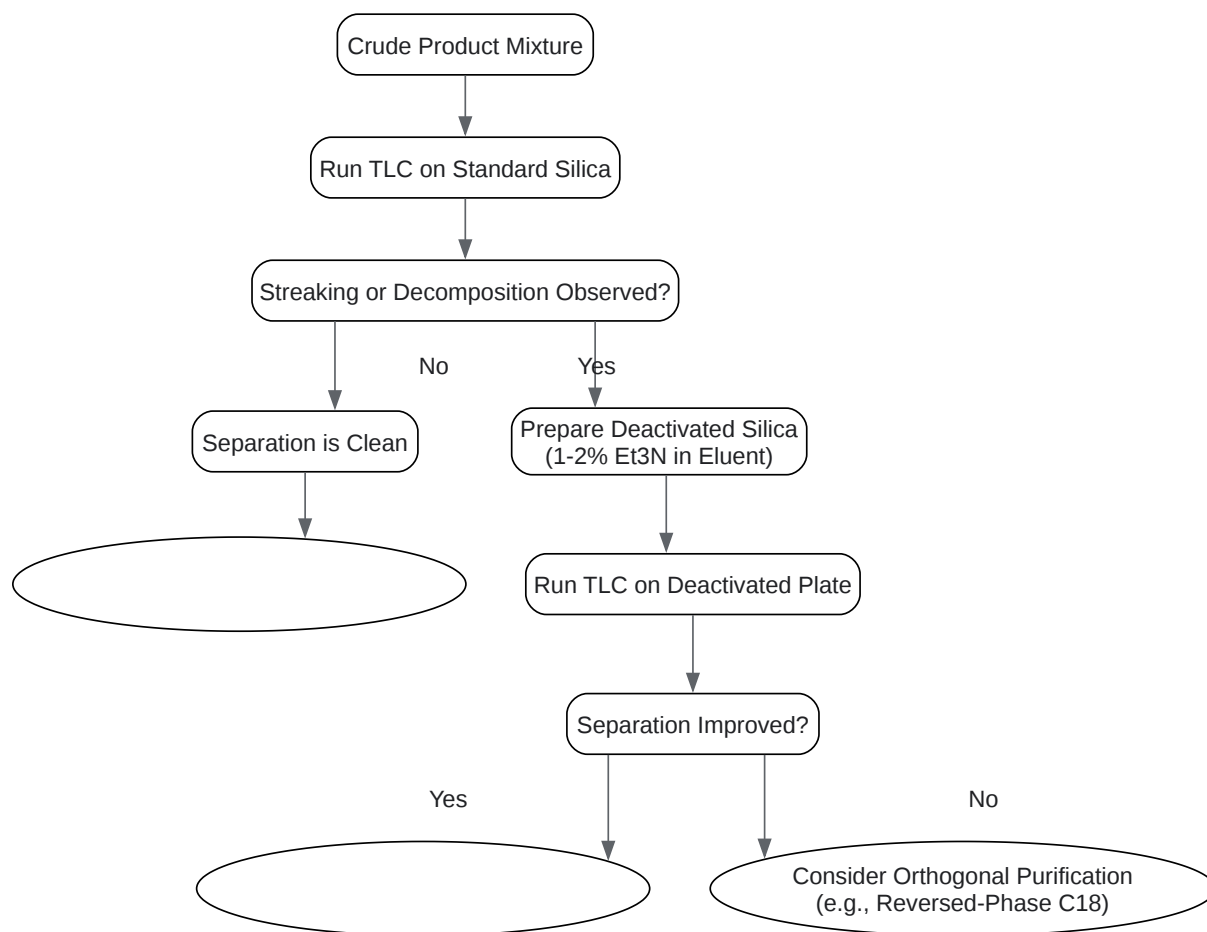 Crude Product Mixture
Run TLC on Standard Silica
Streaking or Decomposition Observed?
No
Yes
Separation is Clean
Prepare Deactivated Silica
(1-2% Et3N in Eluent)
Run TLC on Deactivated Plate
Separation Improved?
Yes
No
Consider Orthogonal Purification
(e.g., Reversed-Phase C18)